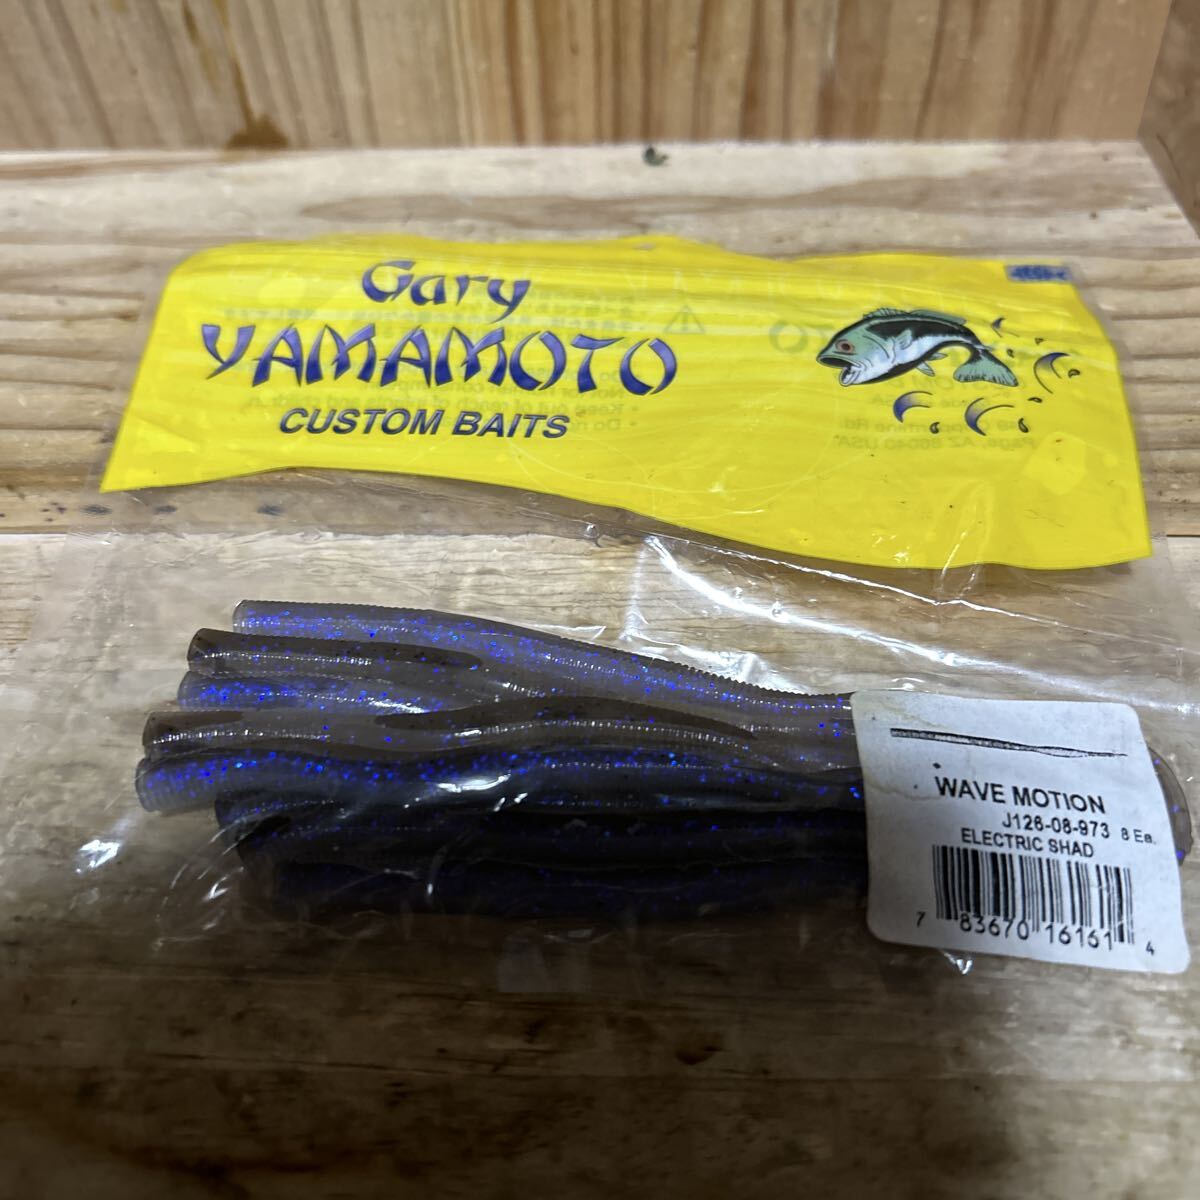 Gary
YAMAMOTO
CUSTOM BAITS
WAVE MOTION
J126-08-973 8 Ea.
ELECTRIC SHAD
7 83670 16161 4